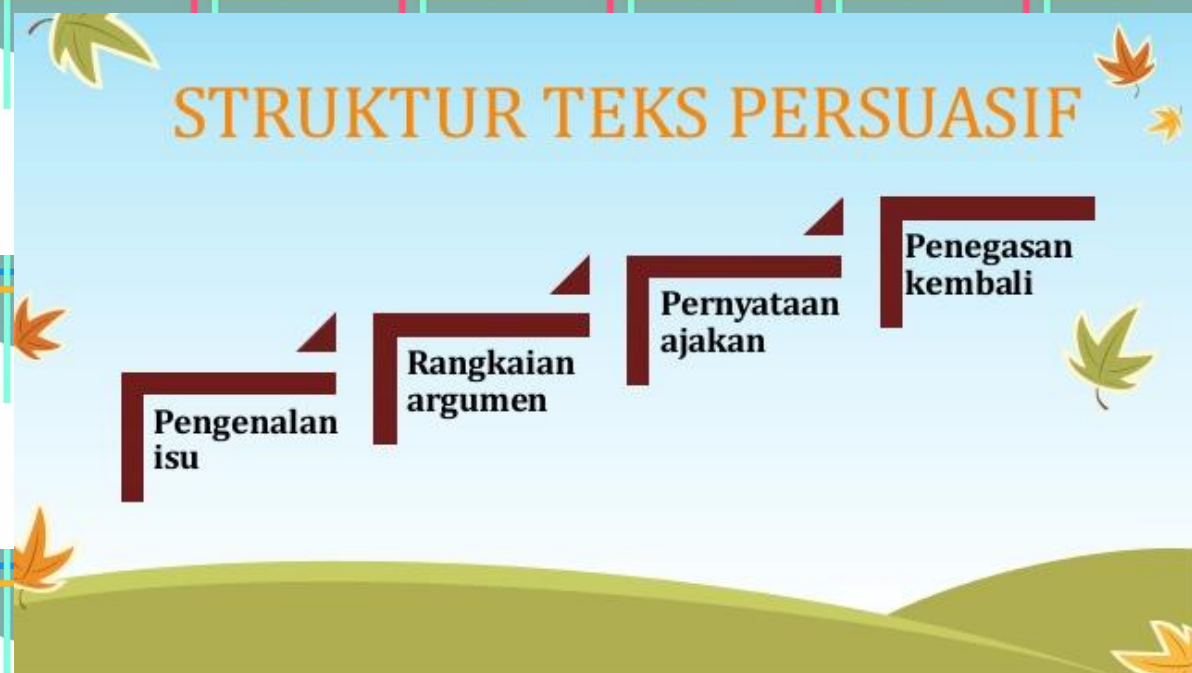 STRUKTUR TEKS PERSUASIF
Pengenalan
isu
Rangkaian
argumen
Pernyataan
ajakan
Penegasan
kembali